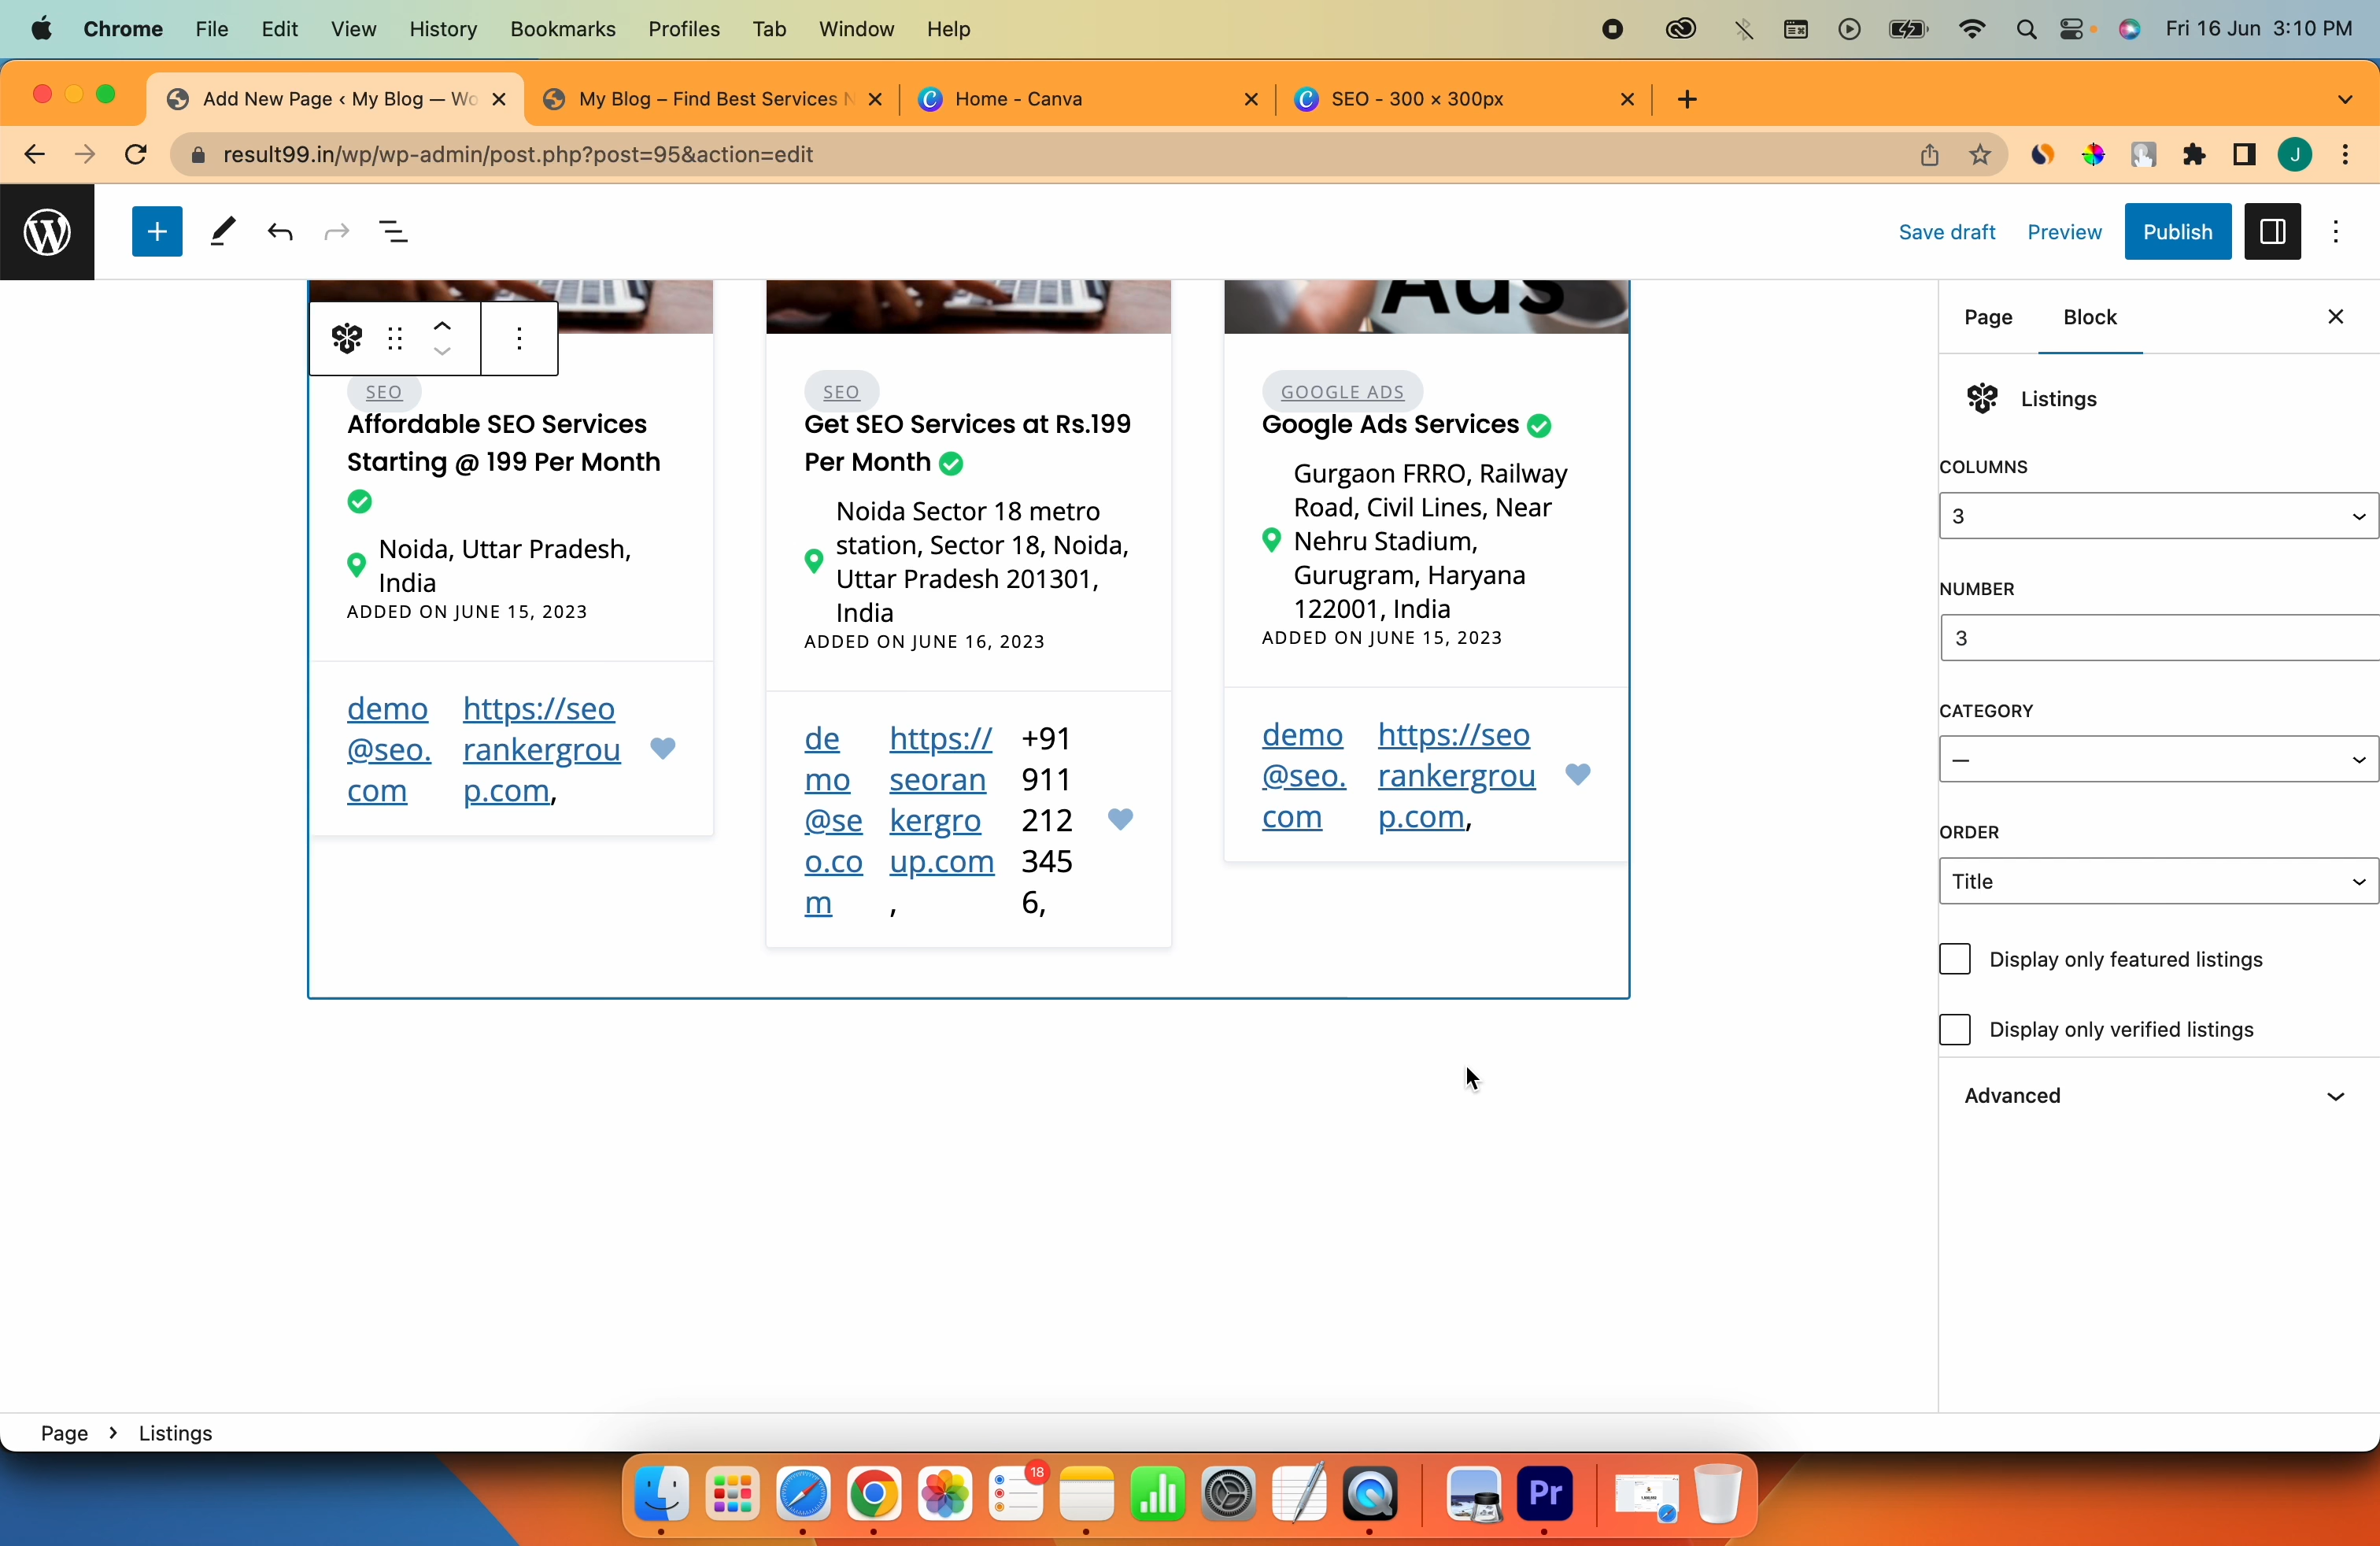 Chrome File Edit View History Bookmarks Profiles Tab Window Help Fri 16 Jun 3:10 PM
Add New Page ‹ My Blog — Wo My Blog – Find Best Services N Home - Canva SEO - 300 × 300px
result99.in/wp/wp-admin/post.php?post=95&action=edit J
Save draft Preview Publish
Ads
Page Block
Listings
COLUMNS
3
NUMBER
3
CATEGORY
—
ORDER
Title
Display only featured listings
Display only verified listings
Advanced
SEO
Affordable SEO Services
Starting @ 199 Per Month
Noida, Uttar Pradesh,
India
ADDED ON JUNE 15, 2023
demo
@seo.
com
https://seo
rankergrou
p.com,
SEO
Get SEO Services at Rs.199
Per Month
Noida Sector 18 metro
station, Sector 18, Noida,
Uttar Pradesh 201301,
India
ADDED ON JUNE 16, 2023
de
mo
@se
o.co
m
https://
seoran
kergro
up.com
,
+91
911
212
345
6,
GOOGLE ADS
Google Ads Services
Gurgaon FRRO, Railway
Road, Civil Lines, Near
Nehru Stadium,
Gurugram, Haryana
122001, India
ADDED ON JUNE 15, 2023
demo
@seo.
com
https://seo
rankergrou
p.com,
Page › Listings
18
Pr